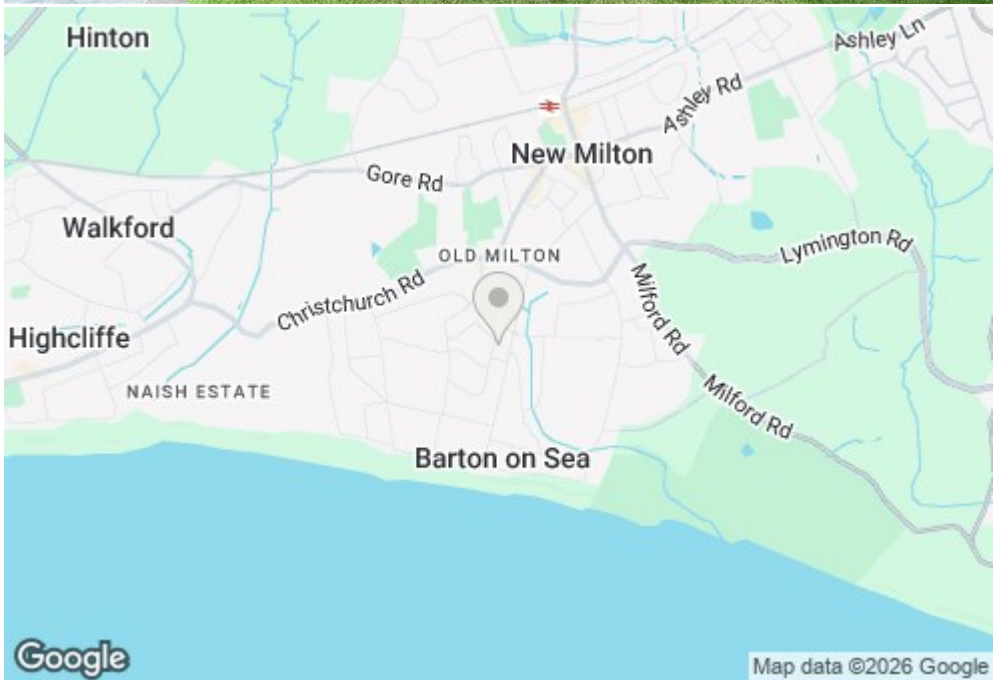 Hinton
Ashley Ln
Ashley Rd
New Milton
Gore Rd
Walkford
OLD MILTON
Lymington Rd
Christchurch Rd
Milford Rd
Highcliffe
NAISH ESTATE
Milford Rd
Barton on Sea
Google
Map data ©2026 Google